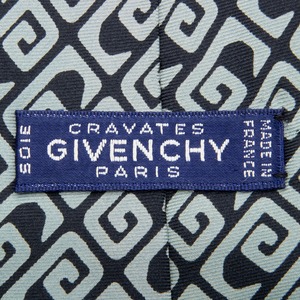 SOIE
CRAVATES
GIVENCHY
PARIS
MADE IN
FRANCE